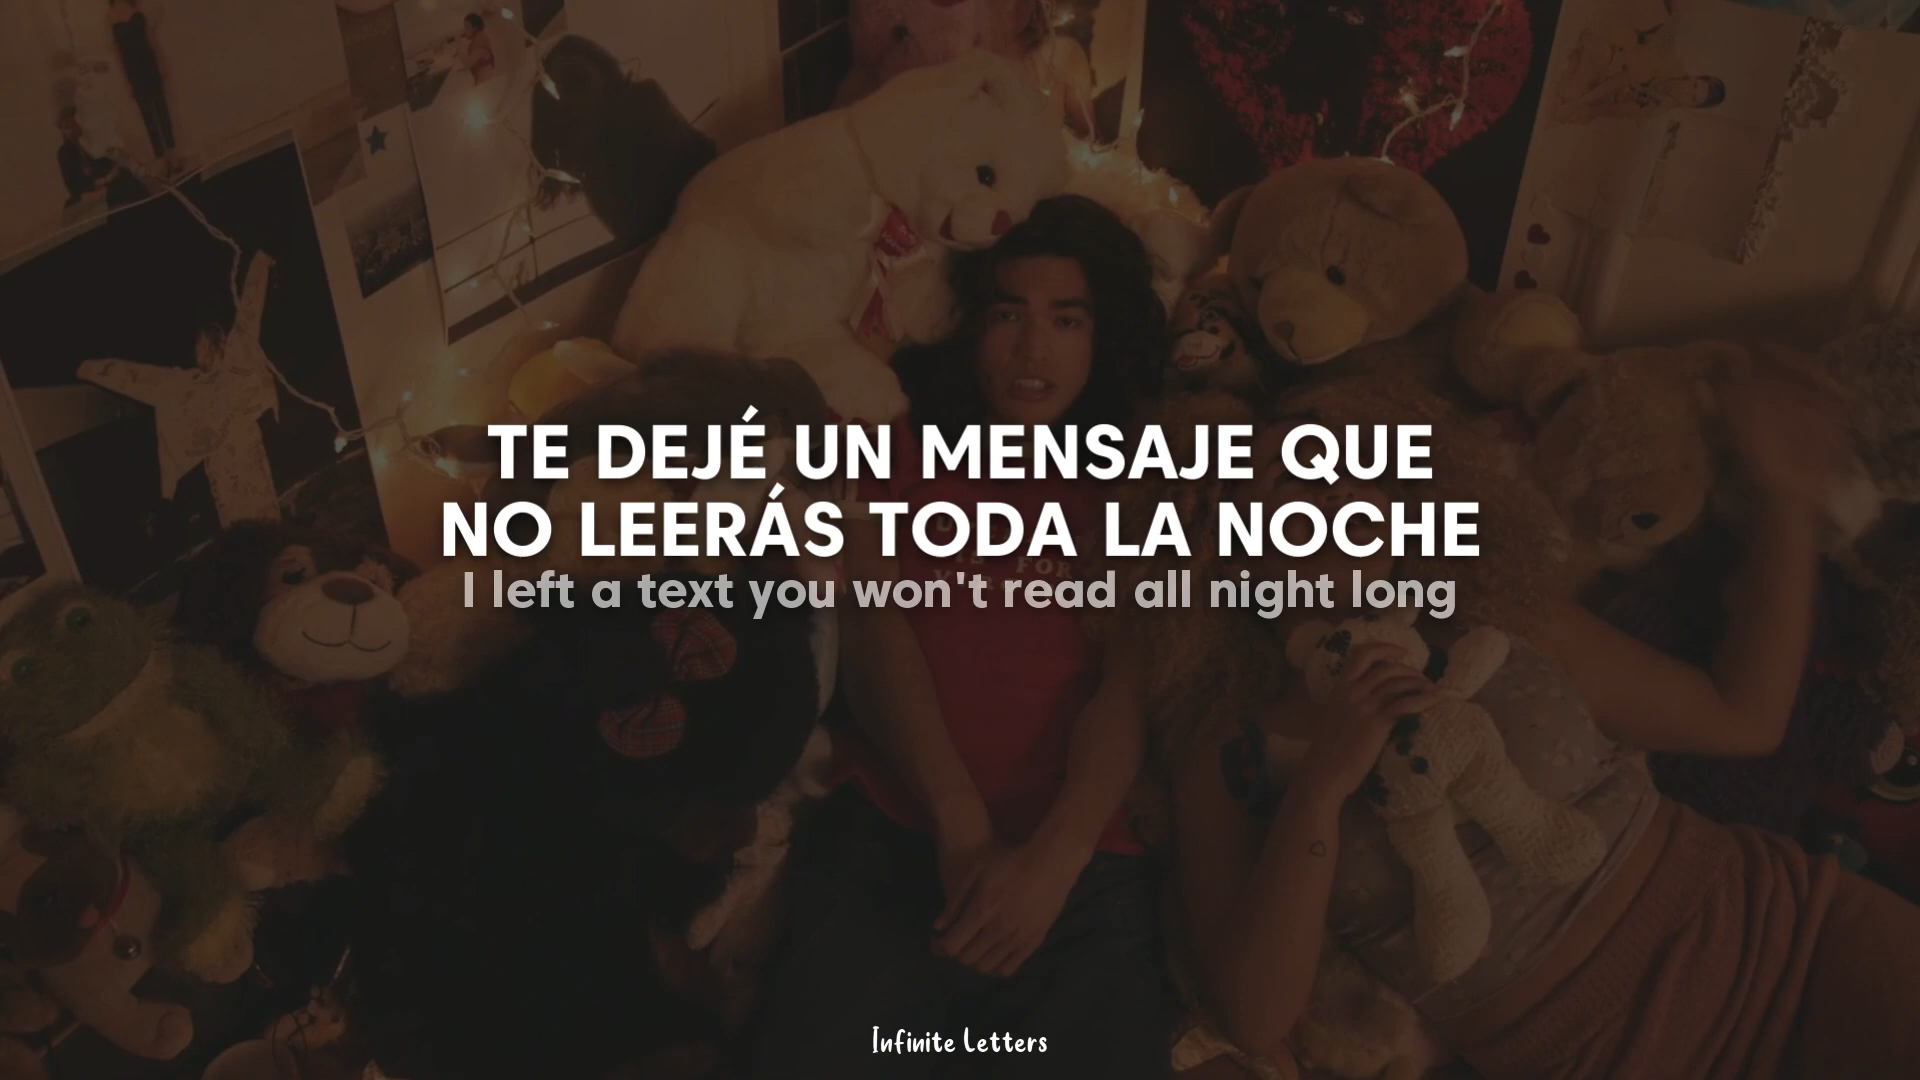 TE DEJÉ UN MENSAJE QUE
NO LEERÁS TODA LA NOCHE
I left a text you won't read all night long
Infinite Letters